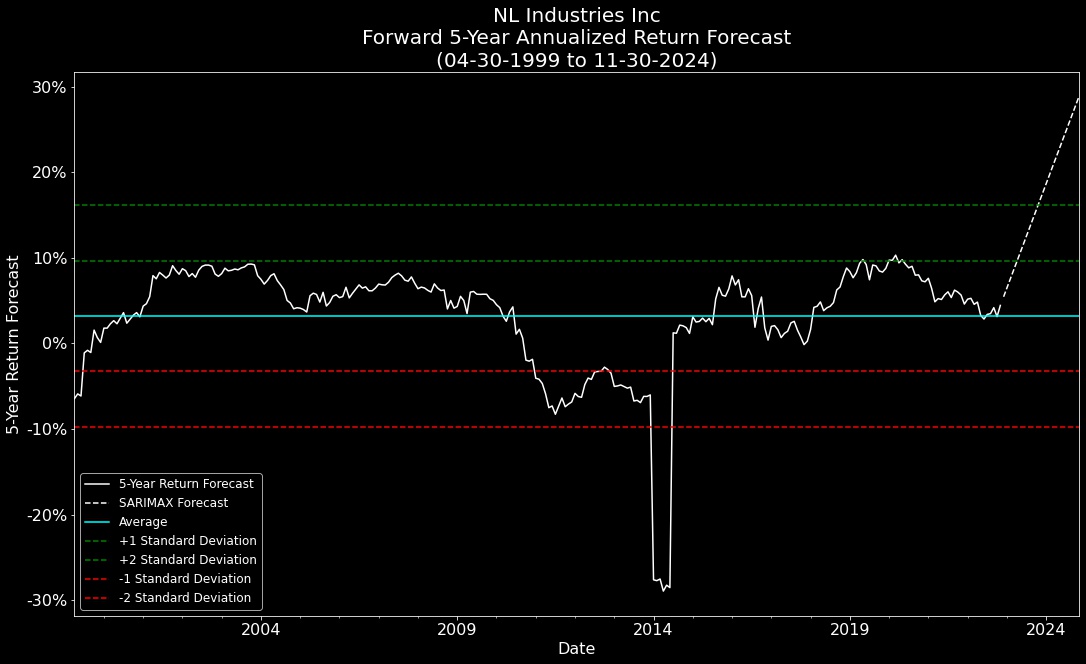 NL Industries Inc
Forward 5-Year Annualized Return Forecast
(04-30-1999 to 11-30-2024)
30%
20%
10%
0%
-10%
-20%
-30%
5-Year Return Forecast
5-Year Return Forecast
SARIMAX Forecast
Average
+1 Standard Deviation
+2 Standard Deviation
-1 Standard Deviation
-2 Standard Deviation
2004
2009
2014
2019
2024
Date